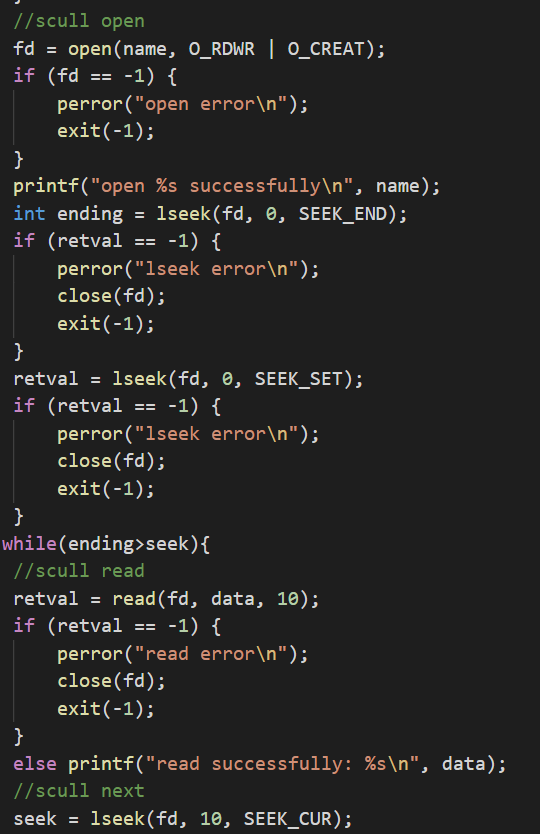 }
//scull open
fd = open(name, O_RDWR | O_CREAT);
if (fd == -1) {
    perror("open error\n");
    exit(-1);
}
printf("open %s successfully\n", name);
int ending = lseek(fd, 0, SEEK_END);
if (retval == -1) {
    perror("lseek error\n");
    close(fd);
    exit(-1);
}
retval = lseek(fd, 0, SEEK_SET);
if (retval == -1) {
    perror("lseek error\n");
    close(fd);
    exit(-1);
}
while(ending>seek){
//scull read
retval = read(fd, data, 10);
if (retval == -1) {
    perror("read error\n");
    close(fd);
    exit(-1);
}
else printf("read successfully: %s\n", data);
//scull next
seek = lseek(fd, 10, SEEK_CUR);